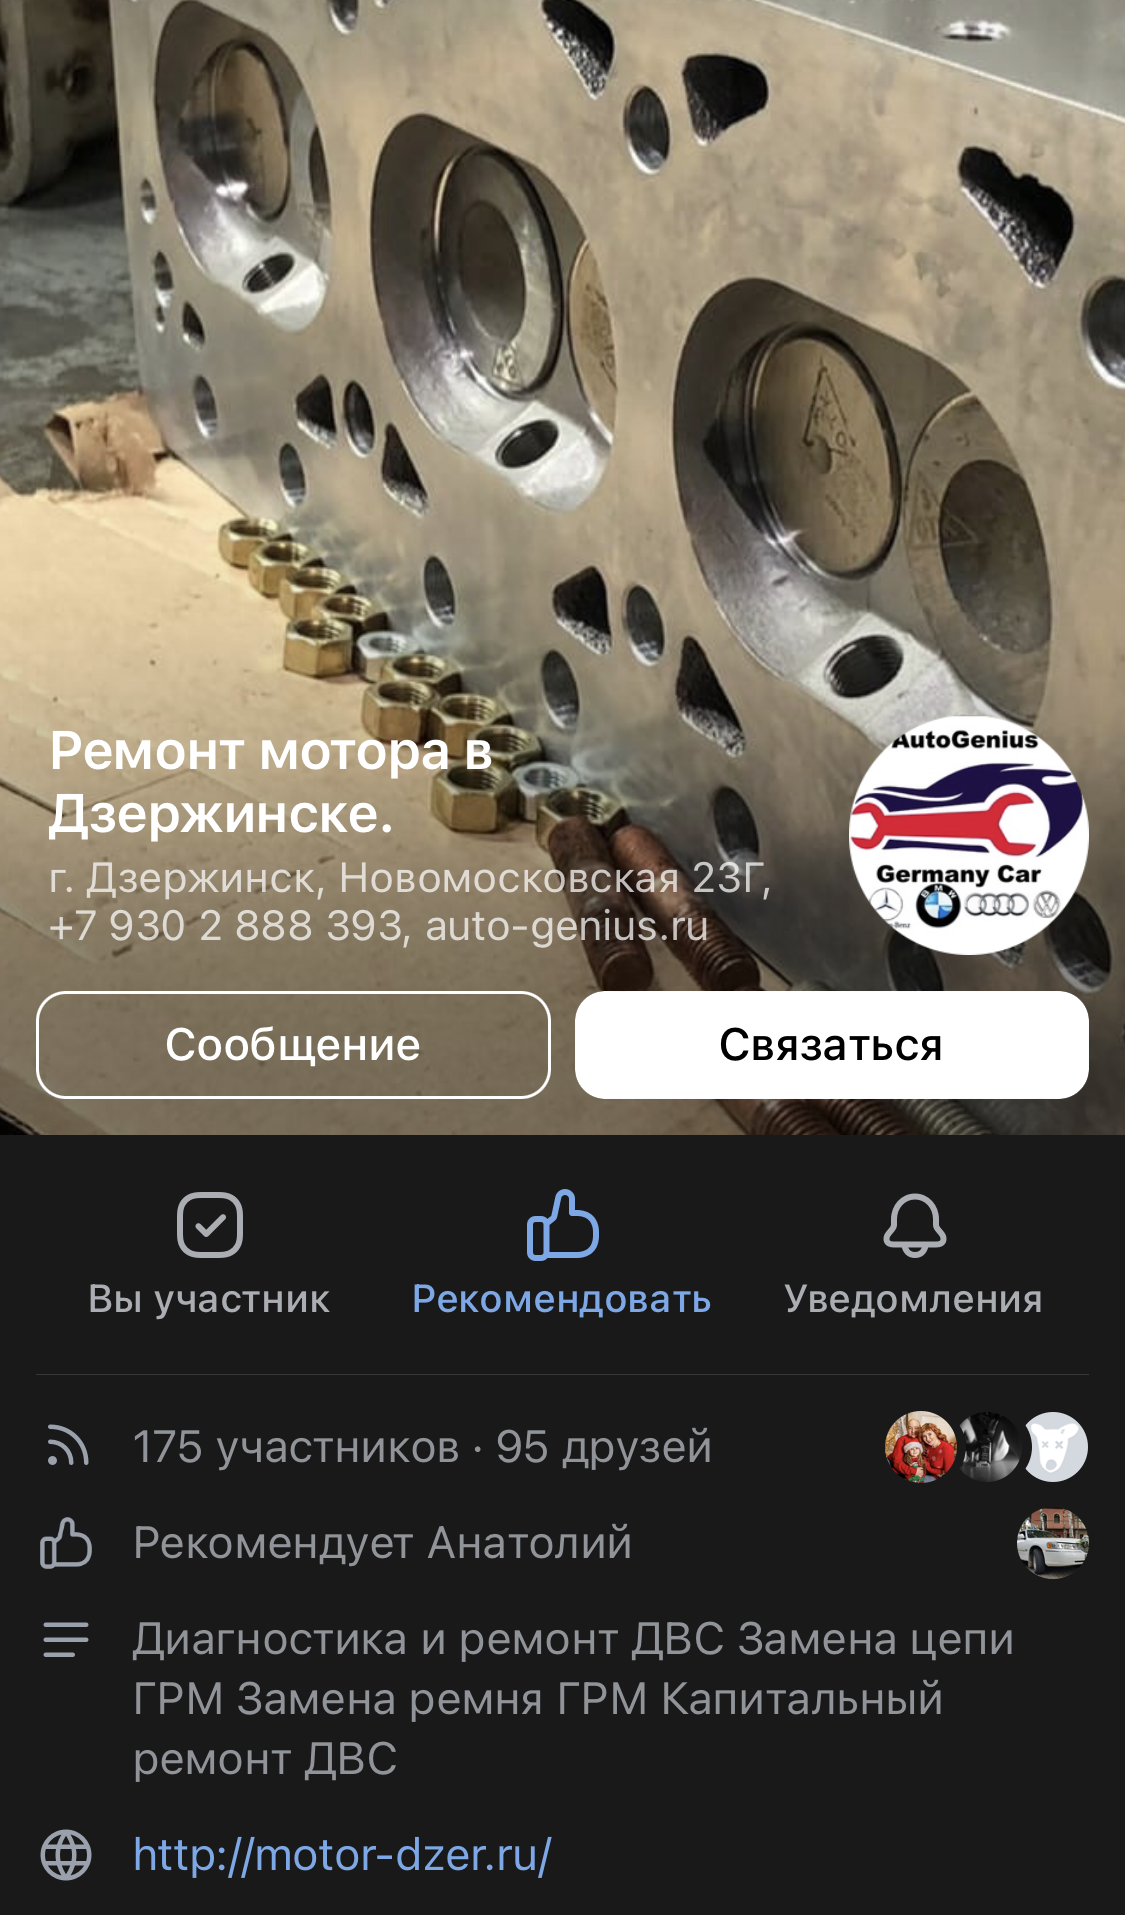 Ремонт мотора в
Дзержинске.
г. Дзержинск, Новомосковская 23Г,
+7 930 2 888 393, auto-genius.ru
AutoGenius
Germany Car
BMW
Сообщение
Связаться
Вы участник
Рекомендовать
Уведомления
175 участников · 95 друзей
Рекомендует Анатолий
Диагностика и ремонт ДВС Замена цепи
ГРМ Замена ремня ГРМ Капитальный
ремонт ДВС
http://motor-dzer.ru/